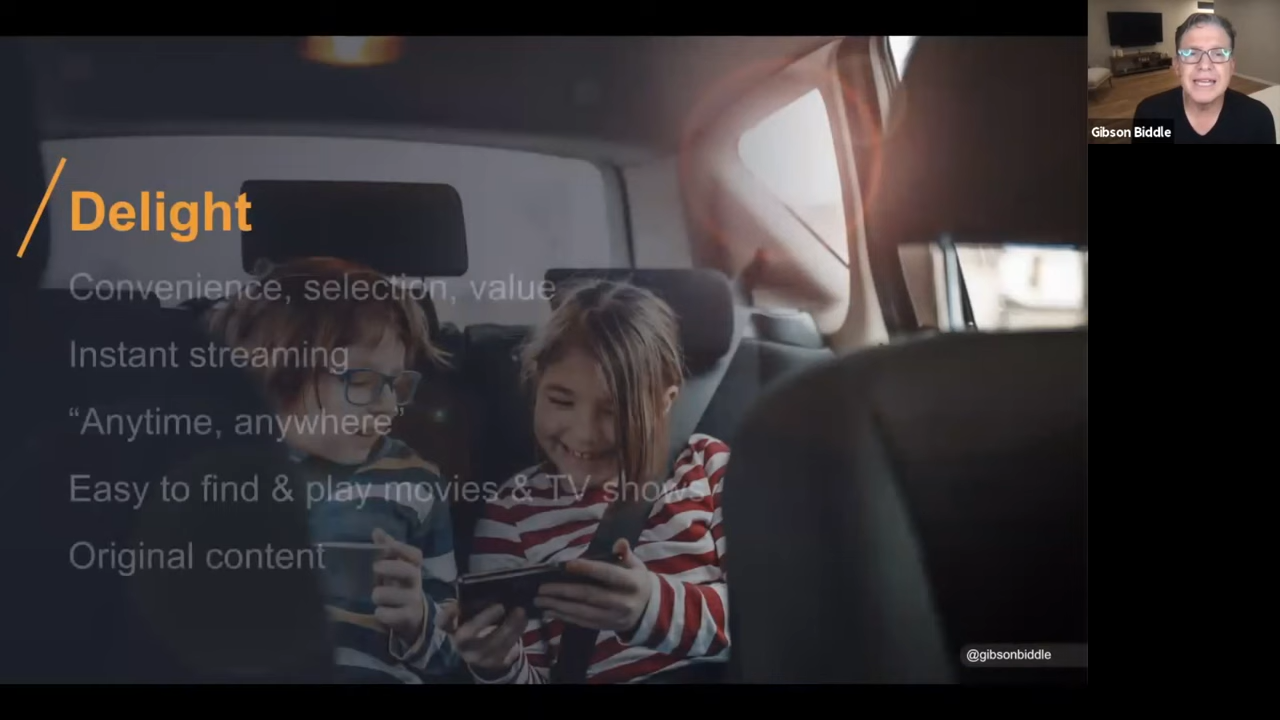 Delight
Convenience, selection, value
Instant streaming
“Anytime, anywhere”
Easy to find & play movies & TV shows
Original content
@gibsonbiddle
Gibson Biddle